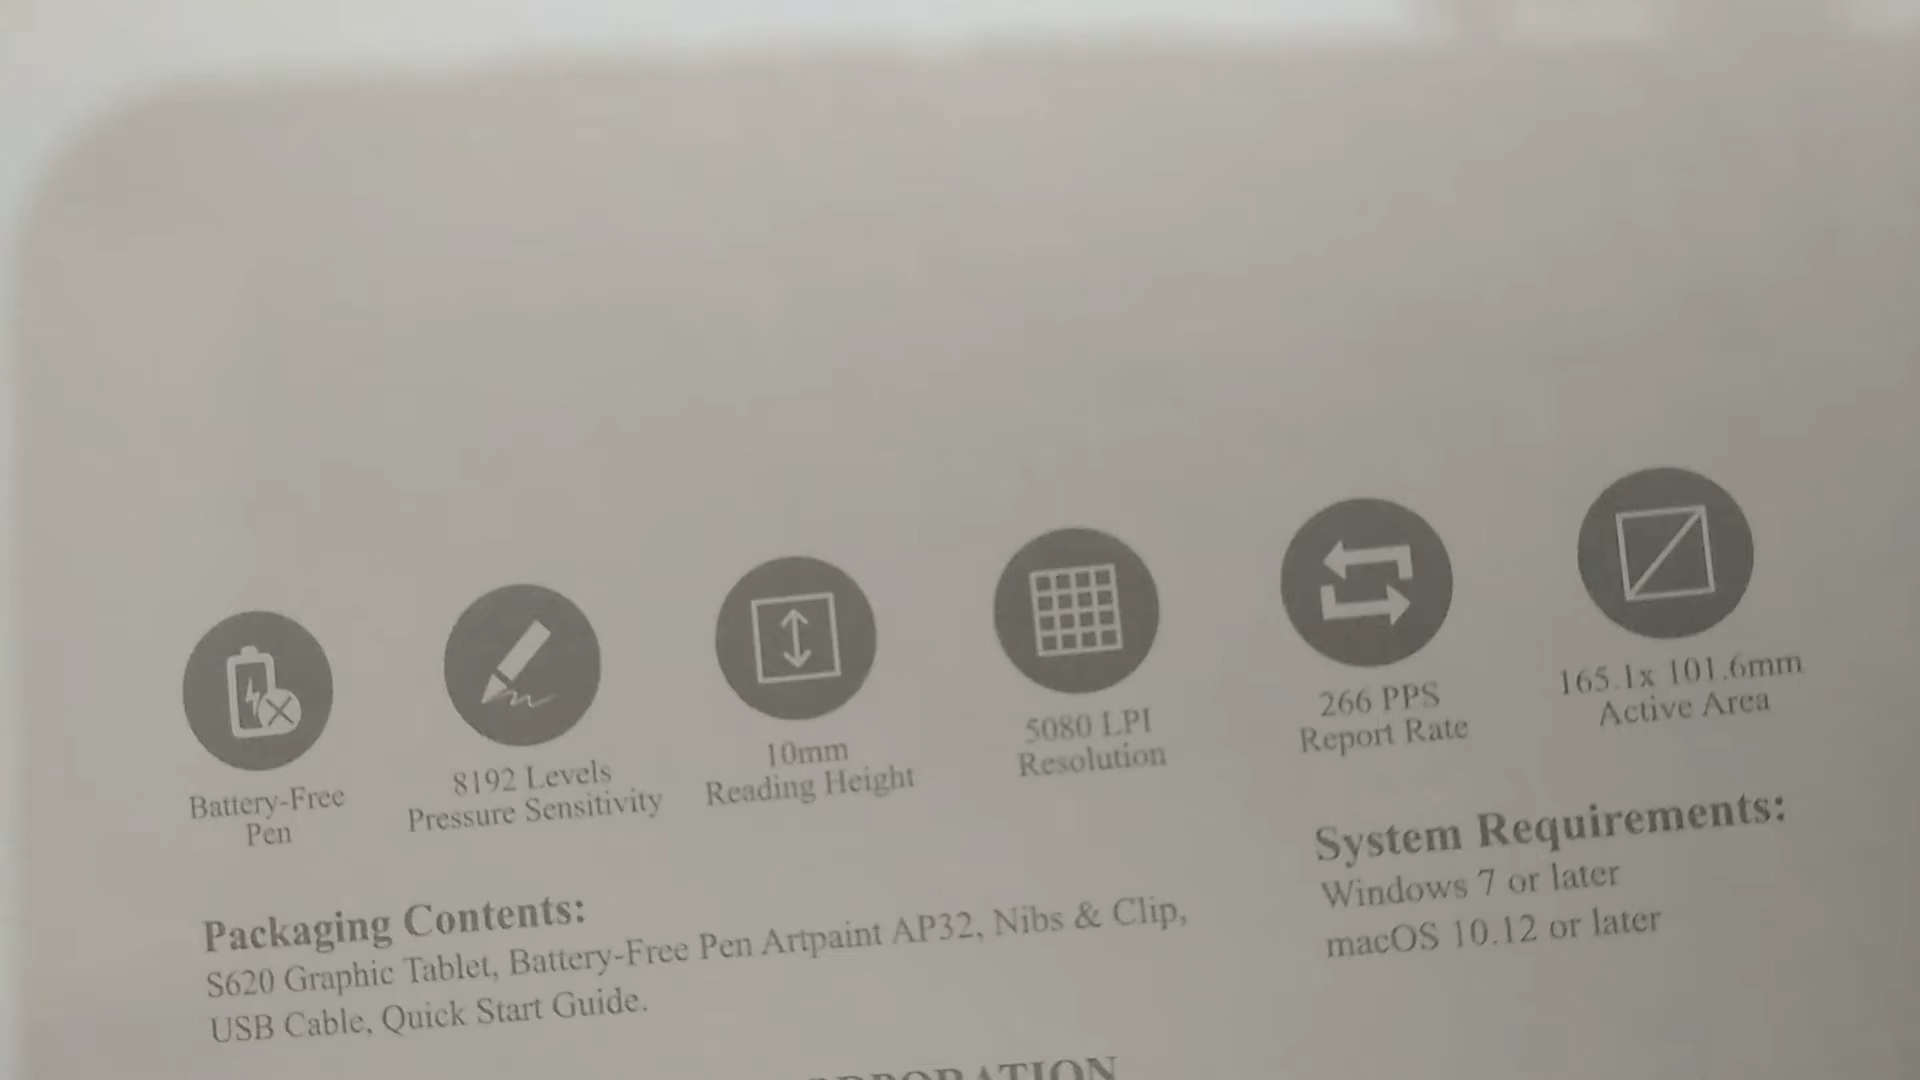 Battery-Free
Pen
8192 Levels
Pressure Sensitivity
10mm
Reading Height
5080 LPI
Resolution
266 PPS
Report Rate
165.1x 101.6mm
Active Area
Packaging Contents:
S620 Graphic Tablet, Battery-Free Pen Artpaint AP32, Nibs & Clip,
USB Cable, Quick Start Guide.
System Requirements:
Windows 7 or later
macOS 10.12 or later